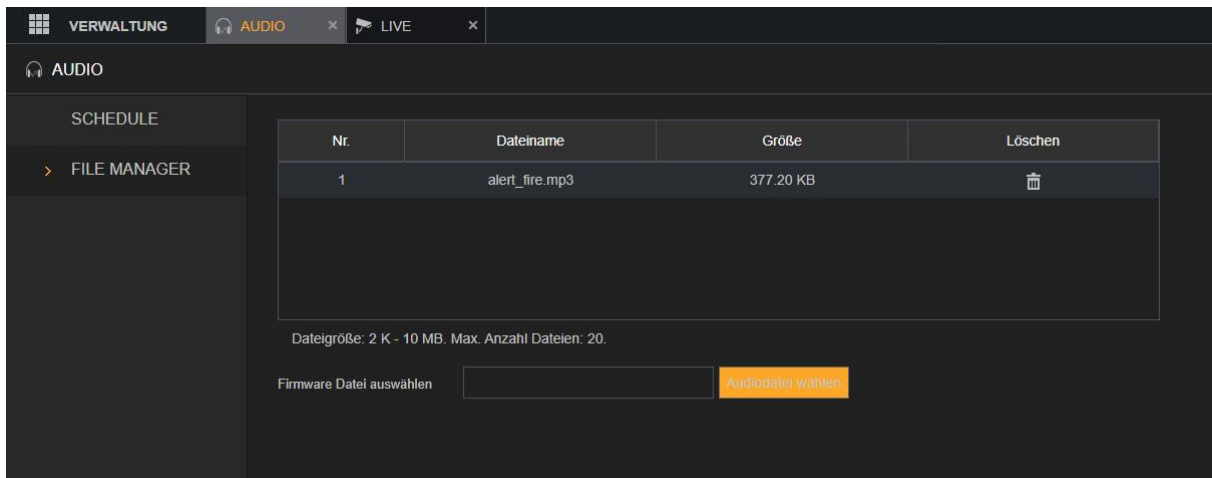 VERWALTUNG AUDIO × LIVE ×
AUDIO
SCHEDULE
> FILE MANAGER
Nr. Dateiname Größe Löschen
1 alert_fire.mp3 377.20 KB
Dateigröße: 2 K - 10 MB. Max. Anzahl Dateien: 20.
Firmware Datei auswählen Audiodatei wählen